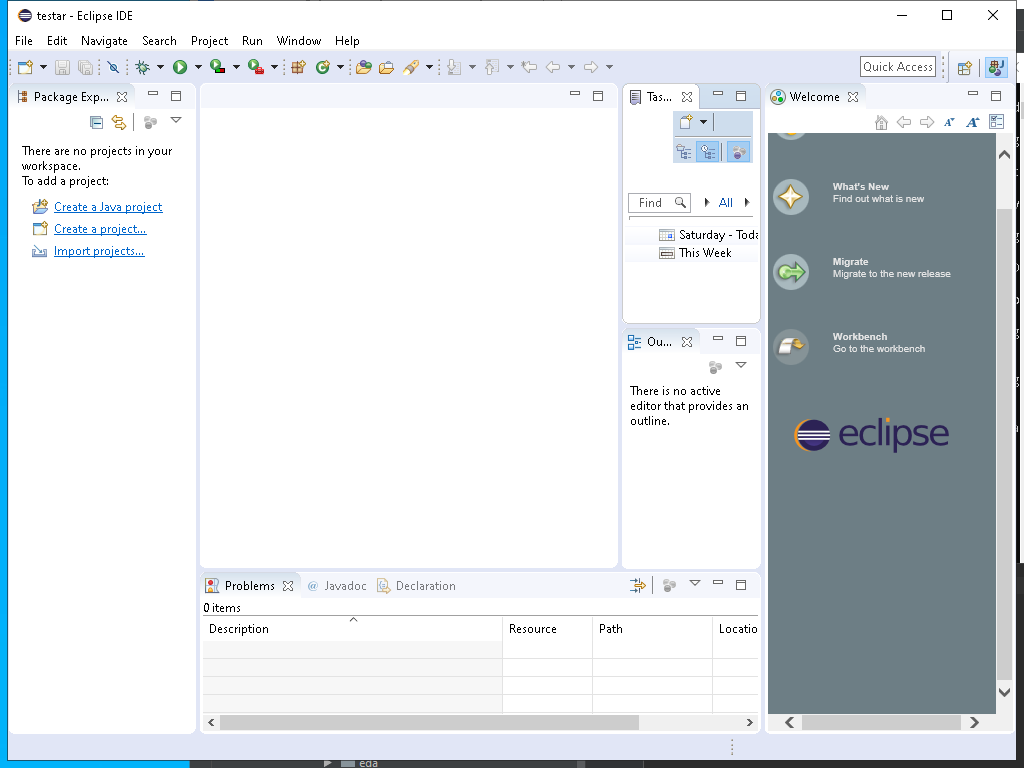 testar - Eclipse IDE
File Edit Navigate Search Project Run Window Help
Quick Access
Package Exp...
There are no projects in your
workspace.
To add a project:
Create a Java project
Create a project...
Import projects...
Tas...
Find
All
Saturday - Toda
This Week
Ou...
There is no active
editor that provides an
outline.
Welcome
What's New
Find out what is new
Migrate
Migrate to the new release
Workbench
Go to the workbench
eclipse
Problems @ Javadoc Declaration
0 items
Description Resource Path Locatio
eda